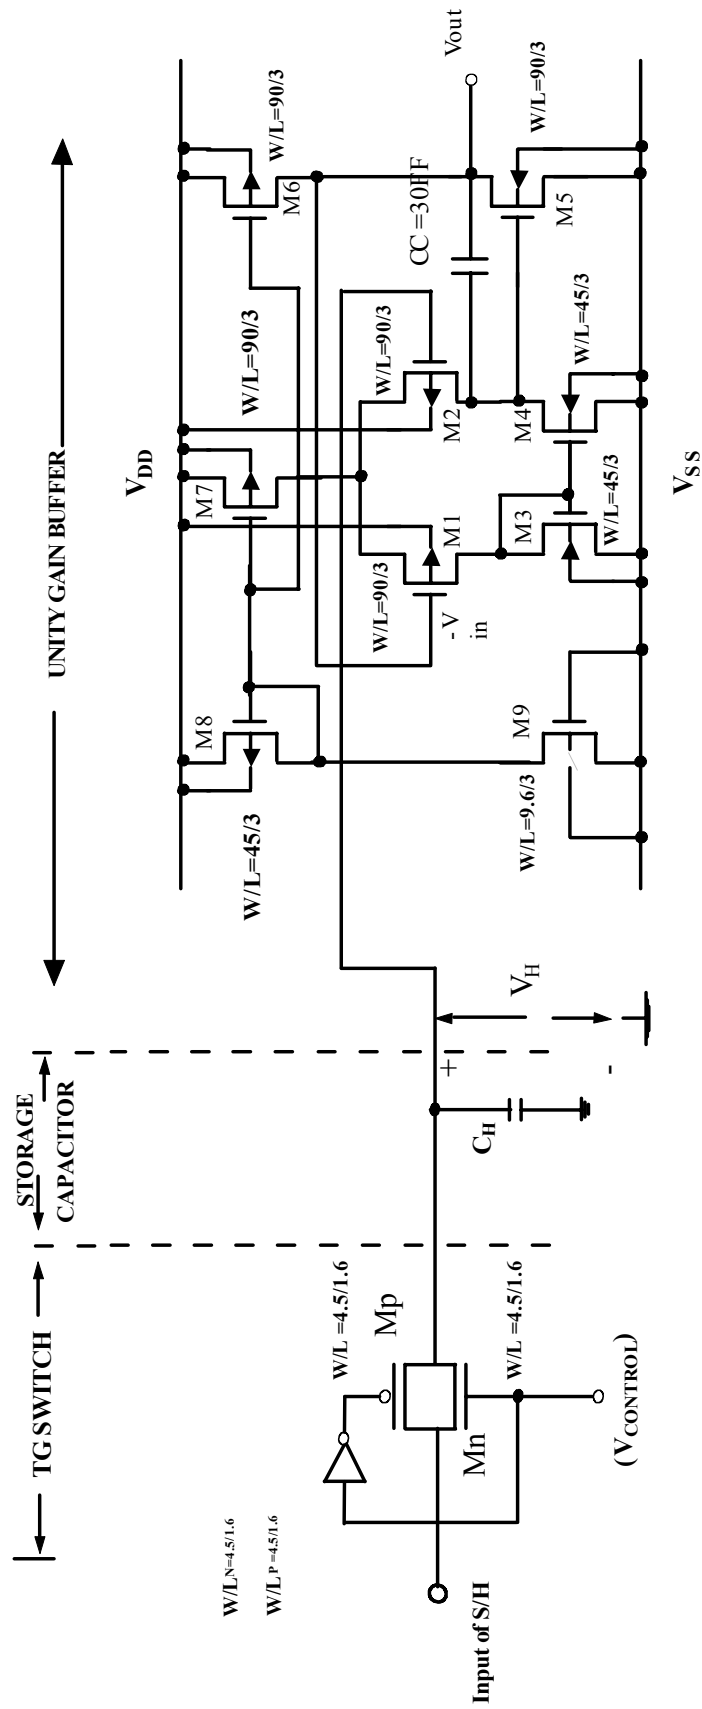 TG SWITCH
STORAGE
CAPACITOR
UNITY GAIN BUFFER
W/LN=4.5/1.6
W/LP =4.5/1.6
Input of S/H
W/L =4.5/1.6
Mp
Mn
W/L =4.5/1.6
(VCONTROL)
CH
+
-
VH
VDD
M8
W/L=45/3
M7
W/L=90/3
M6
W/L=90/3
W/L=90/3
M1
- V
in
W/L=90/3
M2
CC =30FF
Vout
M9
W/L=9.6/3
M3
W/L=45/3
M4
W/L=45/3
M5
W/L=90/3
VSS